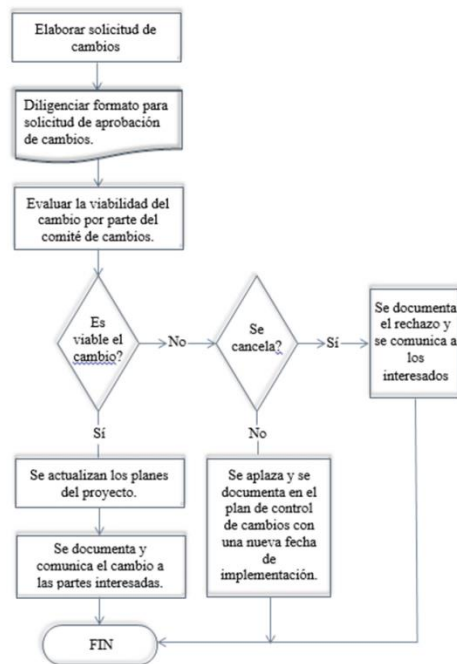 Elaborar solicitud de
cambios
Diligenciar formato para
solicitud de aprobación
de cambios.
Evaluar la viabilidad del
cambio por parte del
comité de cambios.
Es
viable el
cambio?
No
Se
cancela?
Sí
Se documenta
el rechazo y
se comunica a
los
interesados
Sí
No
Se actualizan los planes
del proyecto.
Se aplaza y se
documenta en el
plan de control
de cambios con
una nueva fecha
de
implementación.
Se documenta y
comunica el cambio a
las partes interesadas.
FIN